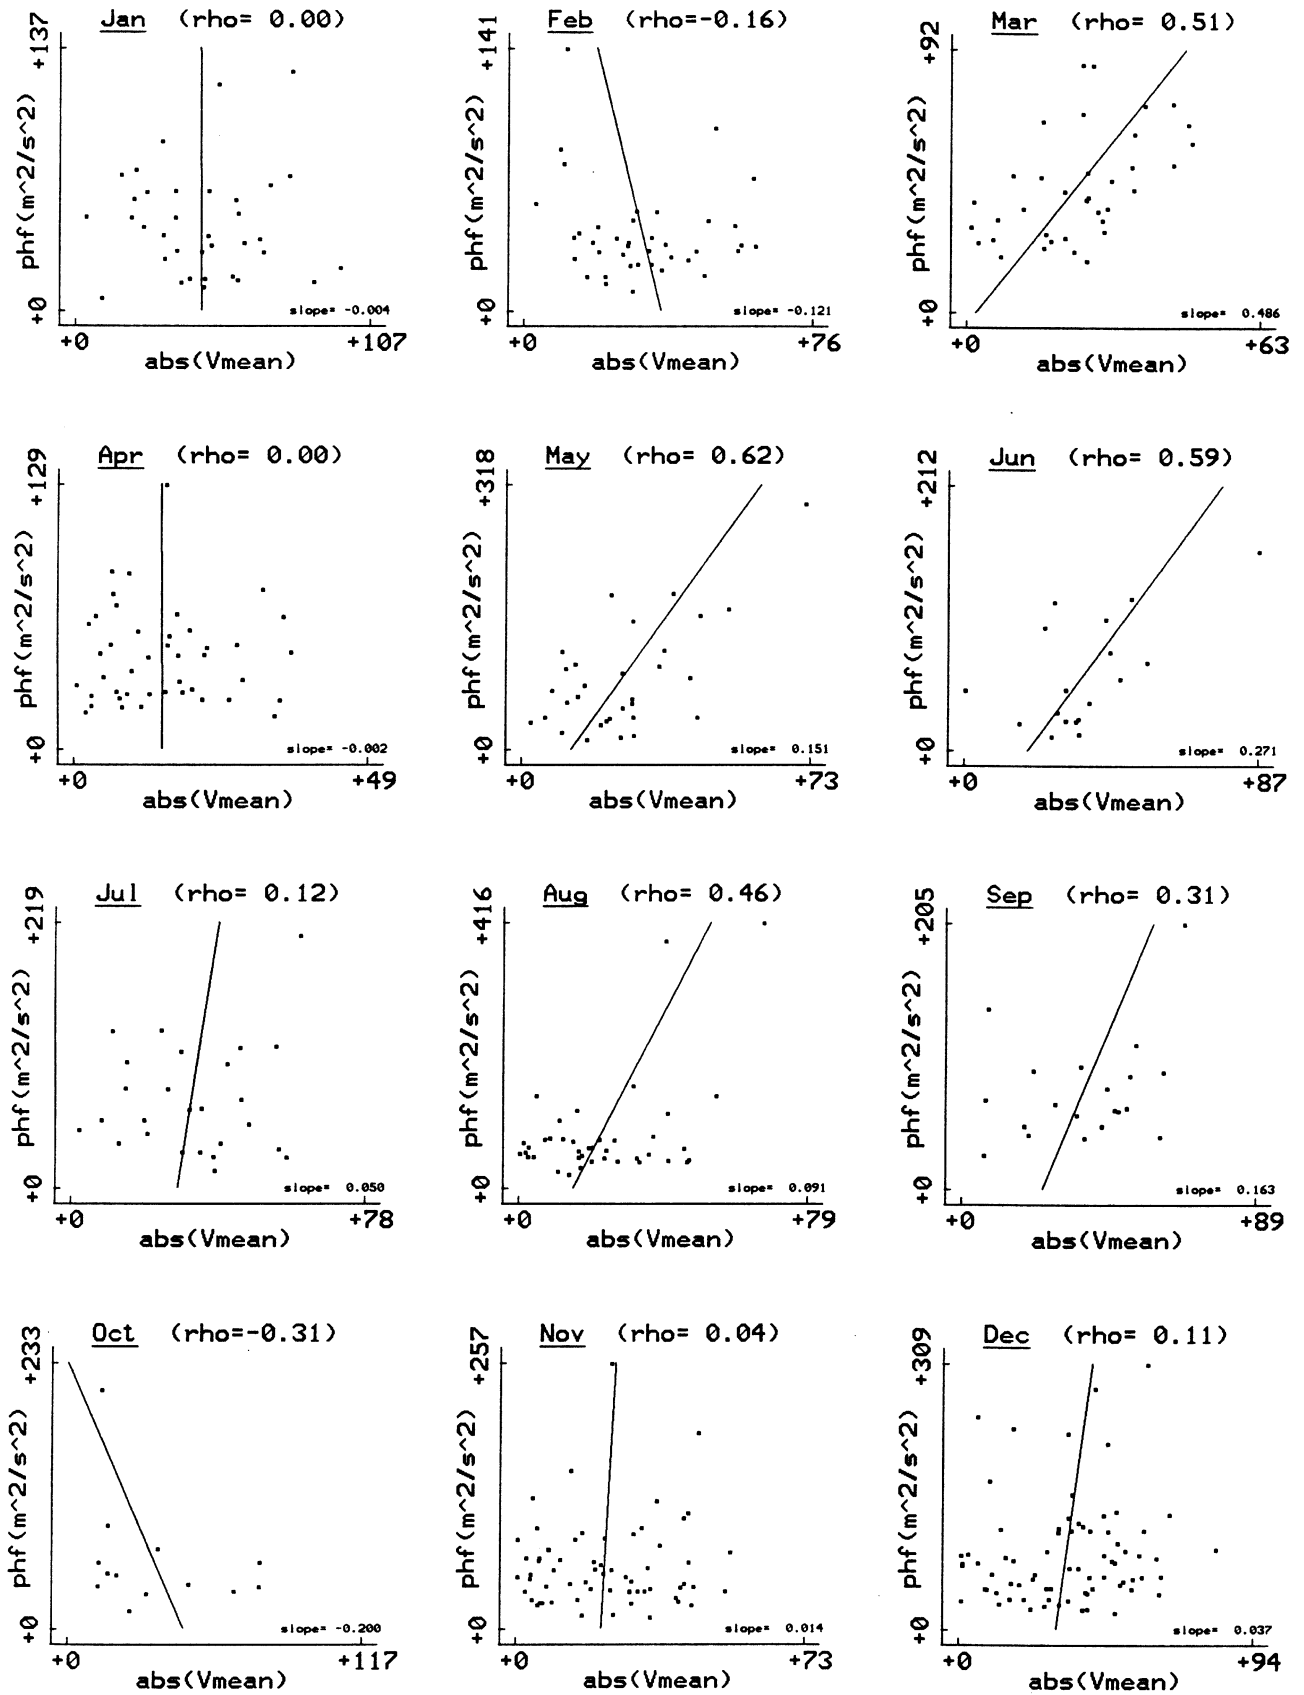 Jan (rho= 0.00)
+137
phf(m^2/s^2)
+0
slope= -0.004
+0 +107
abs(Vmean)
Feb (rho=-0.16)
+141
phf(m^2/s^2)
+0
slope= -0.121
+0 +76
abs(Vmean)
Mar (rho= 0.51)
+92
phf(m^2/s^2)
+0
slope= 0.486
+0 +63
abs(Vmean)
Apr (rho= 0.00)
+129
phf(m^2/s^2)
+0
slope= -0.002
+0 +49
abs(Vmean)
May (rho= 0.62)
+318
phf(m^2/s^2)
+0
slope= 0.151
+0 +73
abs(Vmean)
Jun (rho= 0.59)
+212
phf(m^2/s^2)
+0
slope= 0.271
+0 +87
abs(Vmean)
Jul (rho= 0.12)
+219
phf(m^2/s^2)
+0
slope= 0.050
+0 +78
abs(Vmean)
Aug (rho= 0.46)
+416
phf(m^2/s^2)
+0
slope= 0.091
+0 +79
abs(Vmean)
Sep (rho= 0.31)
+205
phf(m^2/s^2)
+0
slope= 0.163
+0 +89
abs(Vmean)
Oct (rho=-0.31)
+233
phf(m^2/s^2)
+0
slope= -0.200
+0 +117
abs(Vmean)
Nov (rho= 0.04)
+257
phf(m^2/s^2)
+0
slope= 0.014
+0 +73
abs(Vmean)
Dec (rho= 0.11)
+309
phf(m^2/s^2)
+0
slope= 0.037
+0 +94
abs(Vmean)